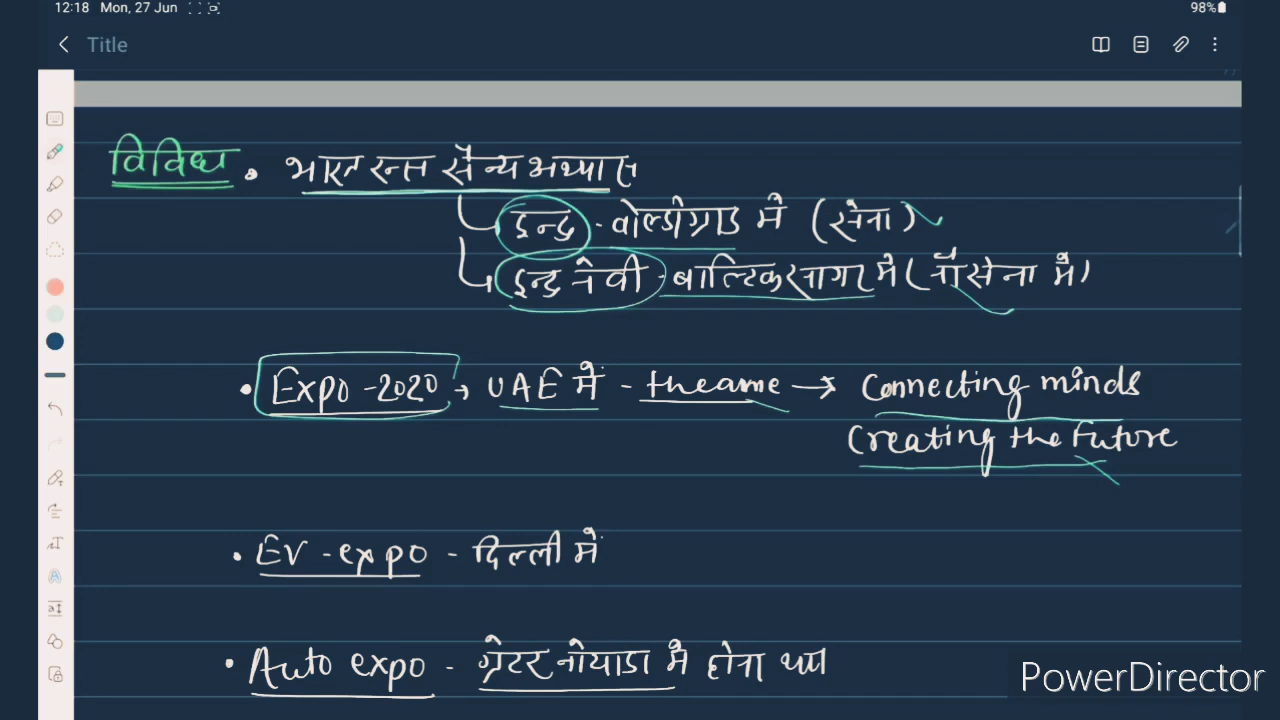 12:18 Mon, 27 Jun 98%
Title
विविध • भारत रूस सैन्य अभ्यास
इन्द्र - वोल्गोग्राड में (सेना)
इन्द्र नेवी - बाल्टिक सागर में (नौसेना में)
• Expo -2020 → UAE में - theame → Connecting minds
Creating the future
• EV - expo - दिल्ली में
• Auto expo - ग्रेटर नोयाडा में होना था
PowerDirector